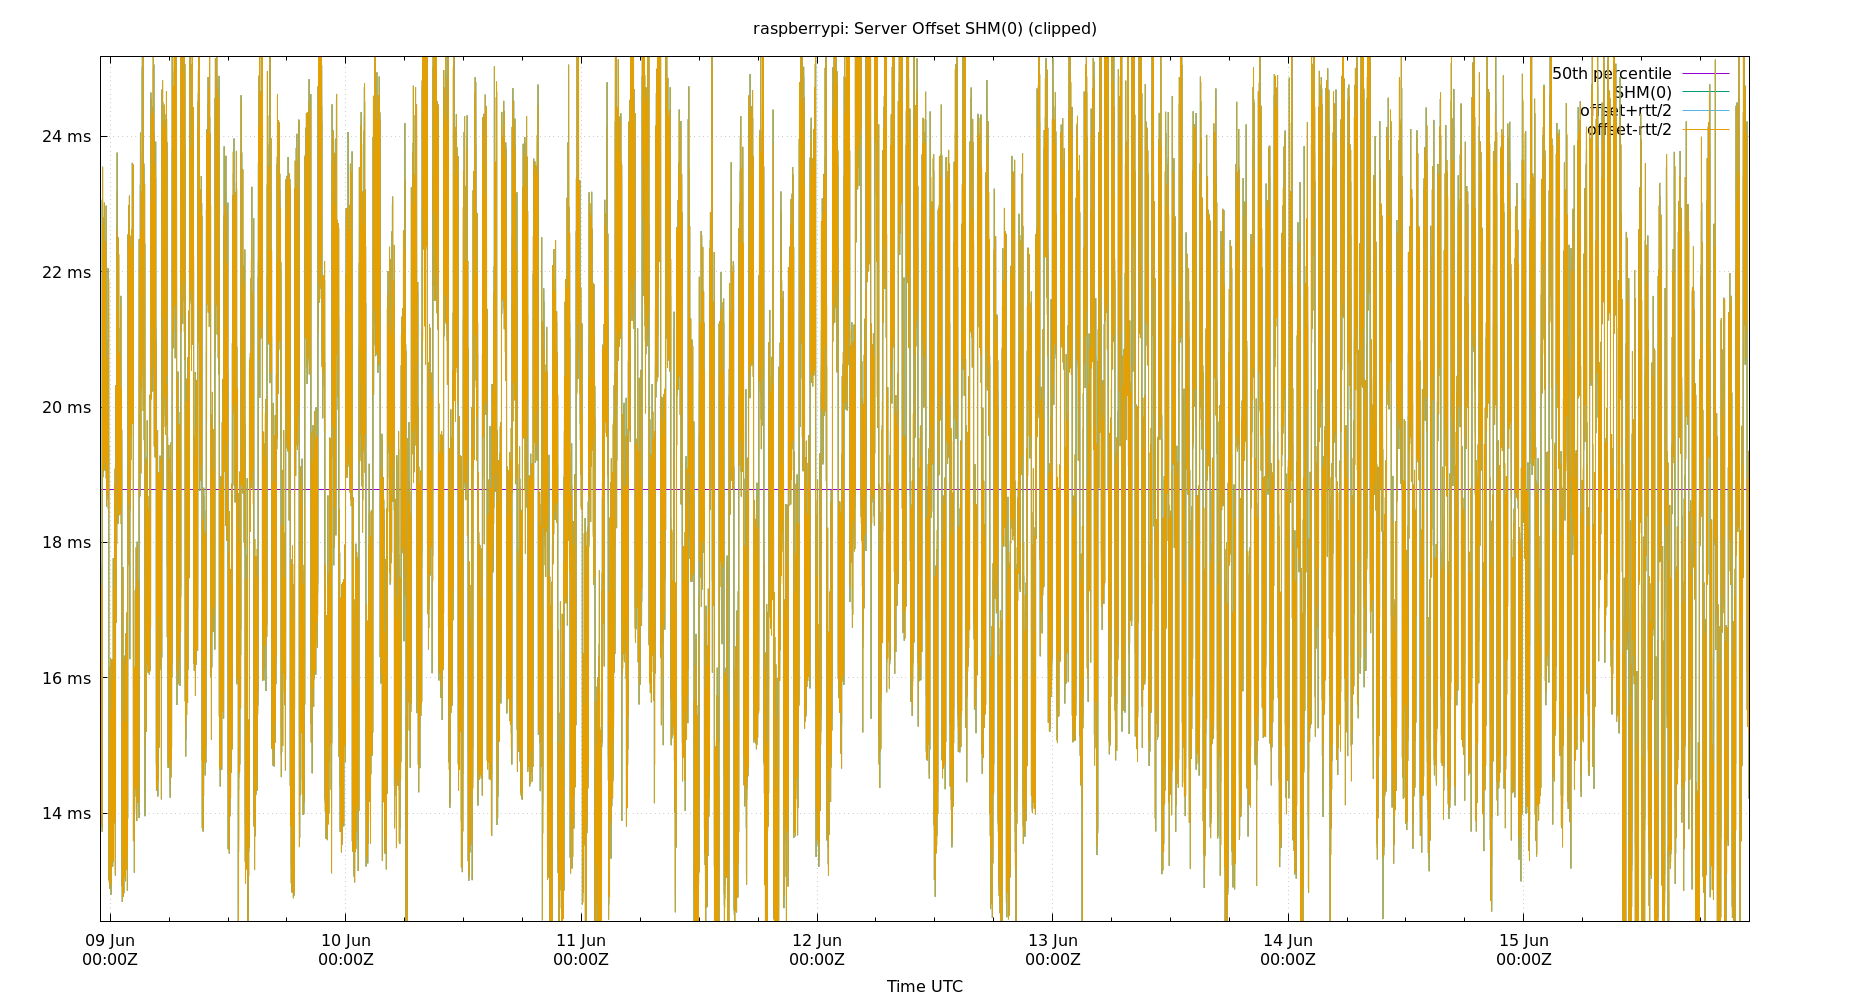 raspberrypi: Server Offset SHM(0) (clipped)
50th percentile
SHM(0)
offset+rtt/2
offset-rtt/2
24 ms
22 ms
20 ms
18 ms
16 ms
14 ms
09 Jun 10 Jun 11 Jun 12 Jun 13 Jun 14 Jun 15 Jun
00:00Z 00:00Z 00:00Z 00:00Z 00:00Z 00:00Z 00:00Z
Time UTC